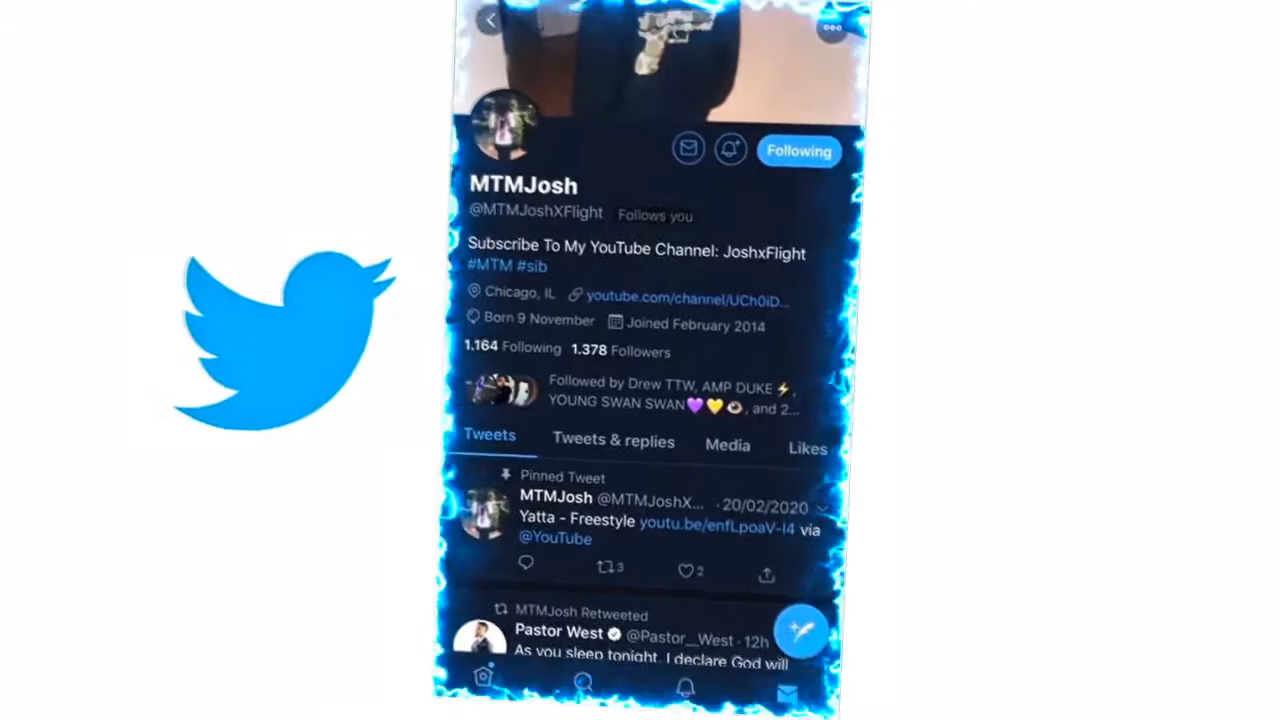 Following
MTMJosh
@MTMJoshXFlight Follows you
Subscribe To My YouTube Channel: JoshxFlight
#MTM #sib
Chicago, IL youtube.com/channel/UCh0iD...
Born 9 November Joined February 2014
1.164 Following 1.378 Followers
Followed by Drew TTW, AMP DUKE⚡,
YOUNG SWAN SWAN💜💛👁, and 2...
Tweets Tweets & replies Media Likes
Pinned Tweet
MTMJosh @MTMJoshX... · 20/02/2020
Yatta - Freestyle youtu.be/enfLpoaV-I4 via
@YouTube
3 2
MTMJosh Retweeted
Pastor West @Pastor__West · 12h
As you sleep tonight, I declare God will